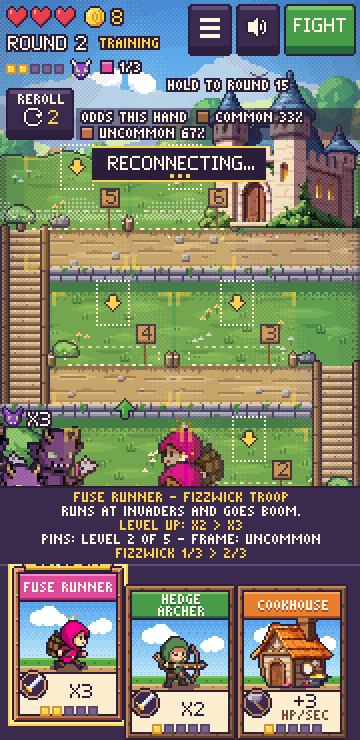 8
FIGHT
ROUND 2 TRAINING
1/3
HOLD TO ROUND 15
REROLL
2
ODDS THIS HAND COMMON 33%
UNCOMMON 67%
RECONNECTING…
5
6
4
3
X3
2
FUSE RUNNER - FIZZWICK TROOP
RUNS AT INVADERS AND GOES BOOM.
LEVEL UP: X2 > X3
PINS: LEVEL 2 OF 5 - FRAME: UNCOMMON
FIZZWICK 1/3 > 2/3
FUSE RUNNER
X3
HEDGE
ARCHER
X2
COOKHOUSE
+3
HP/SEC